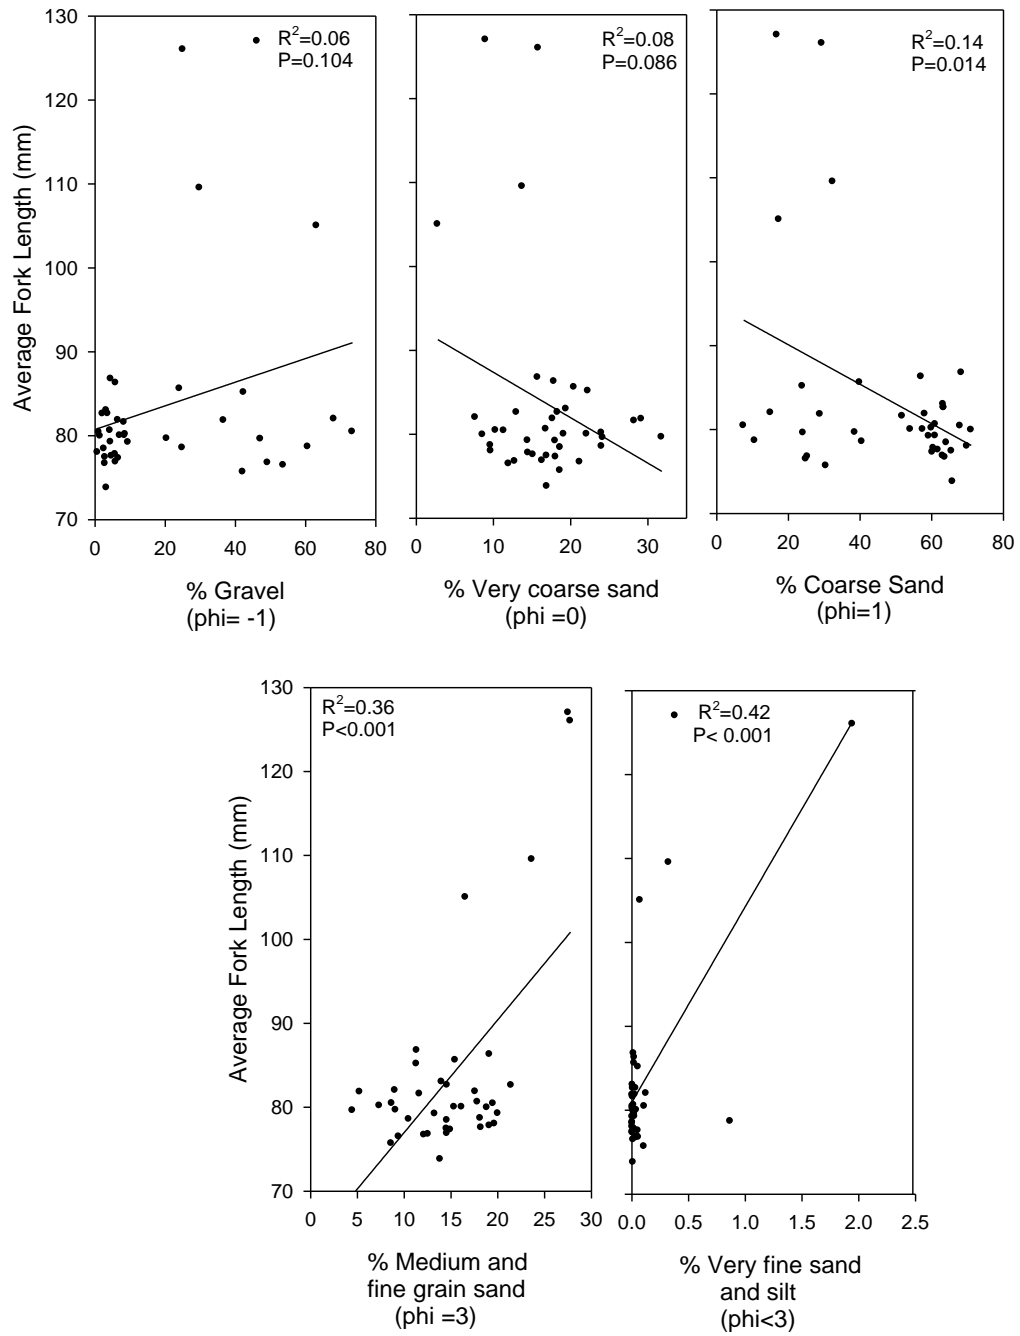 130
120
110
100
90
80
70
Average Fork Length (mm)
R²=0.06
P=0.104
0 20 40 60 80
% Gravel
(phi= -1)
R²=0.08
P=0.086
0 10 20 30
% Very coarse sand
(phi =0)
R²=0.14
P=0.014
0 20 40 60 80
% Coarse Sand
(phi=1)
130
120
110
100
90
80
70
Average Fork Length (mm)
R²=0.36
P<0.001
0 5 10 15 20 25 30
% Medium and
fine grain sand
(phi =3)
R²=0.42
P< 0.001
0.0 0.5 1.0 1.5 2.0 2.5
% Very fine sand
and silt
(phi<3)